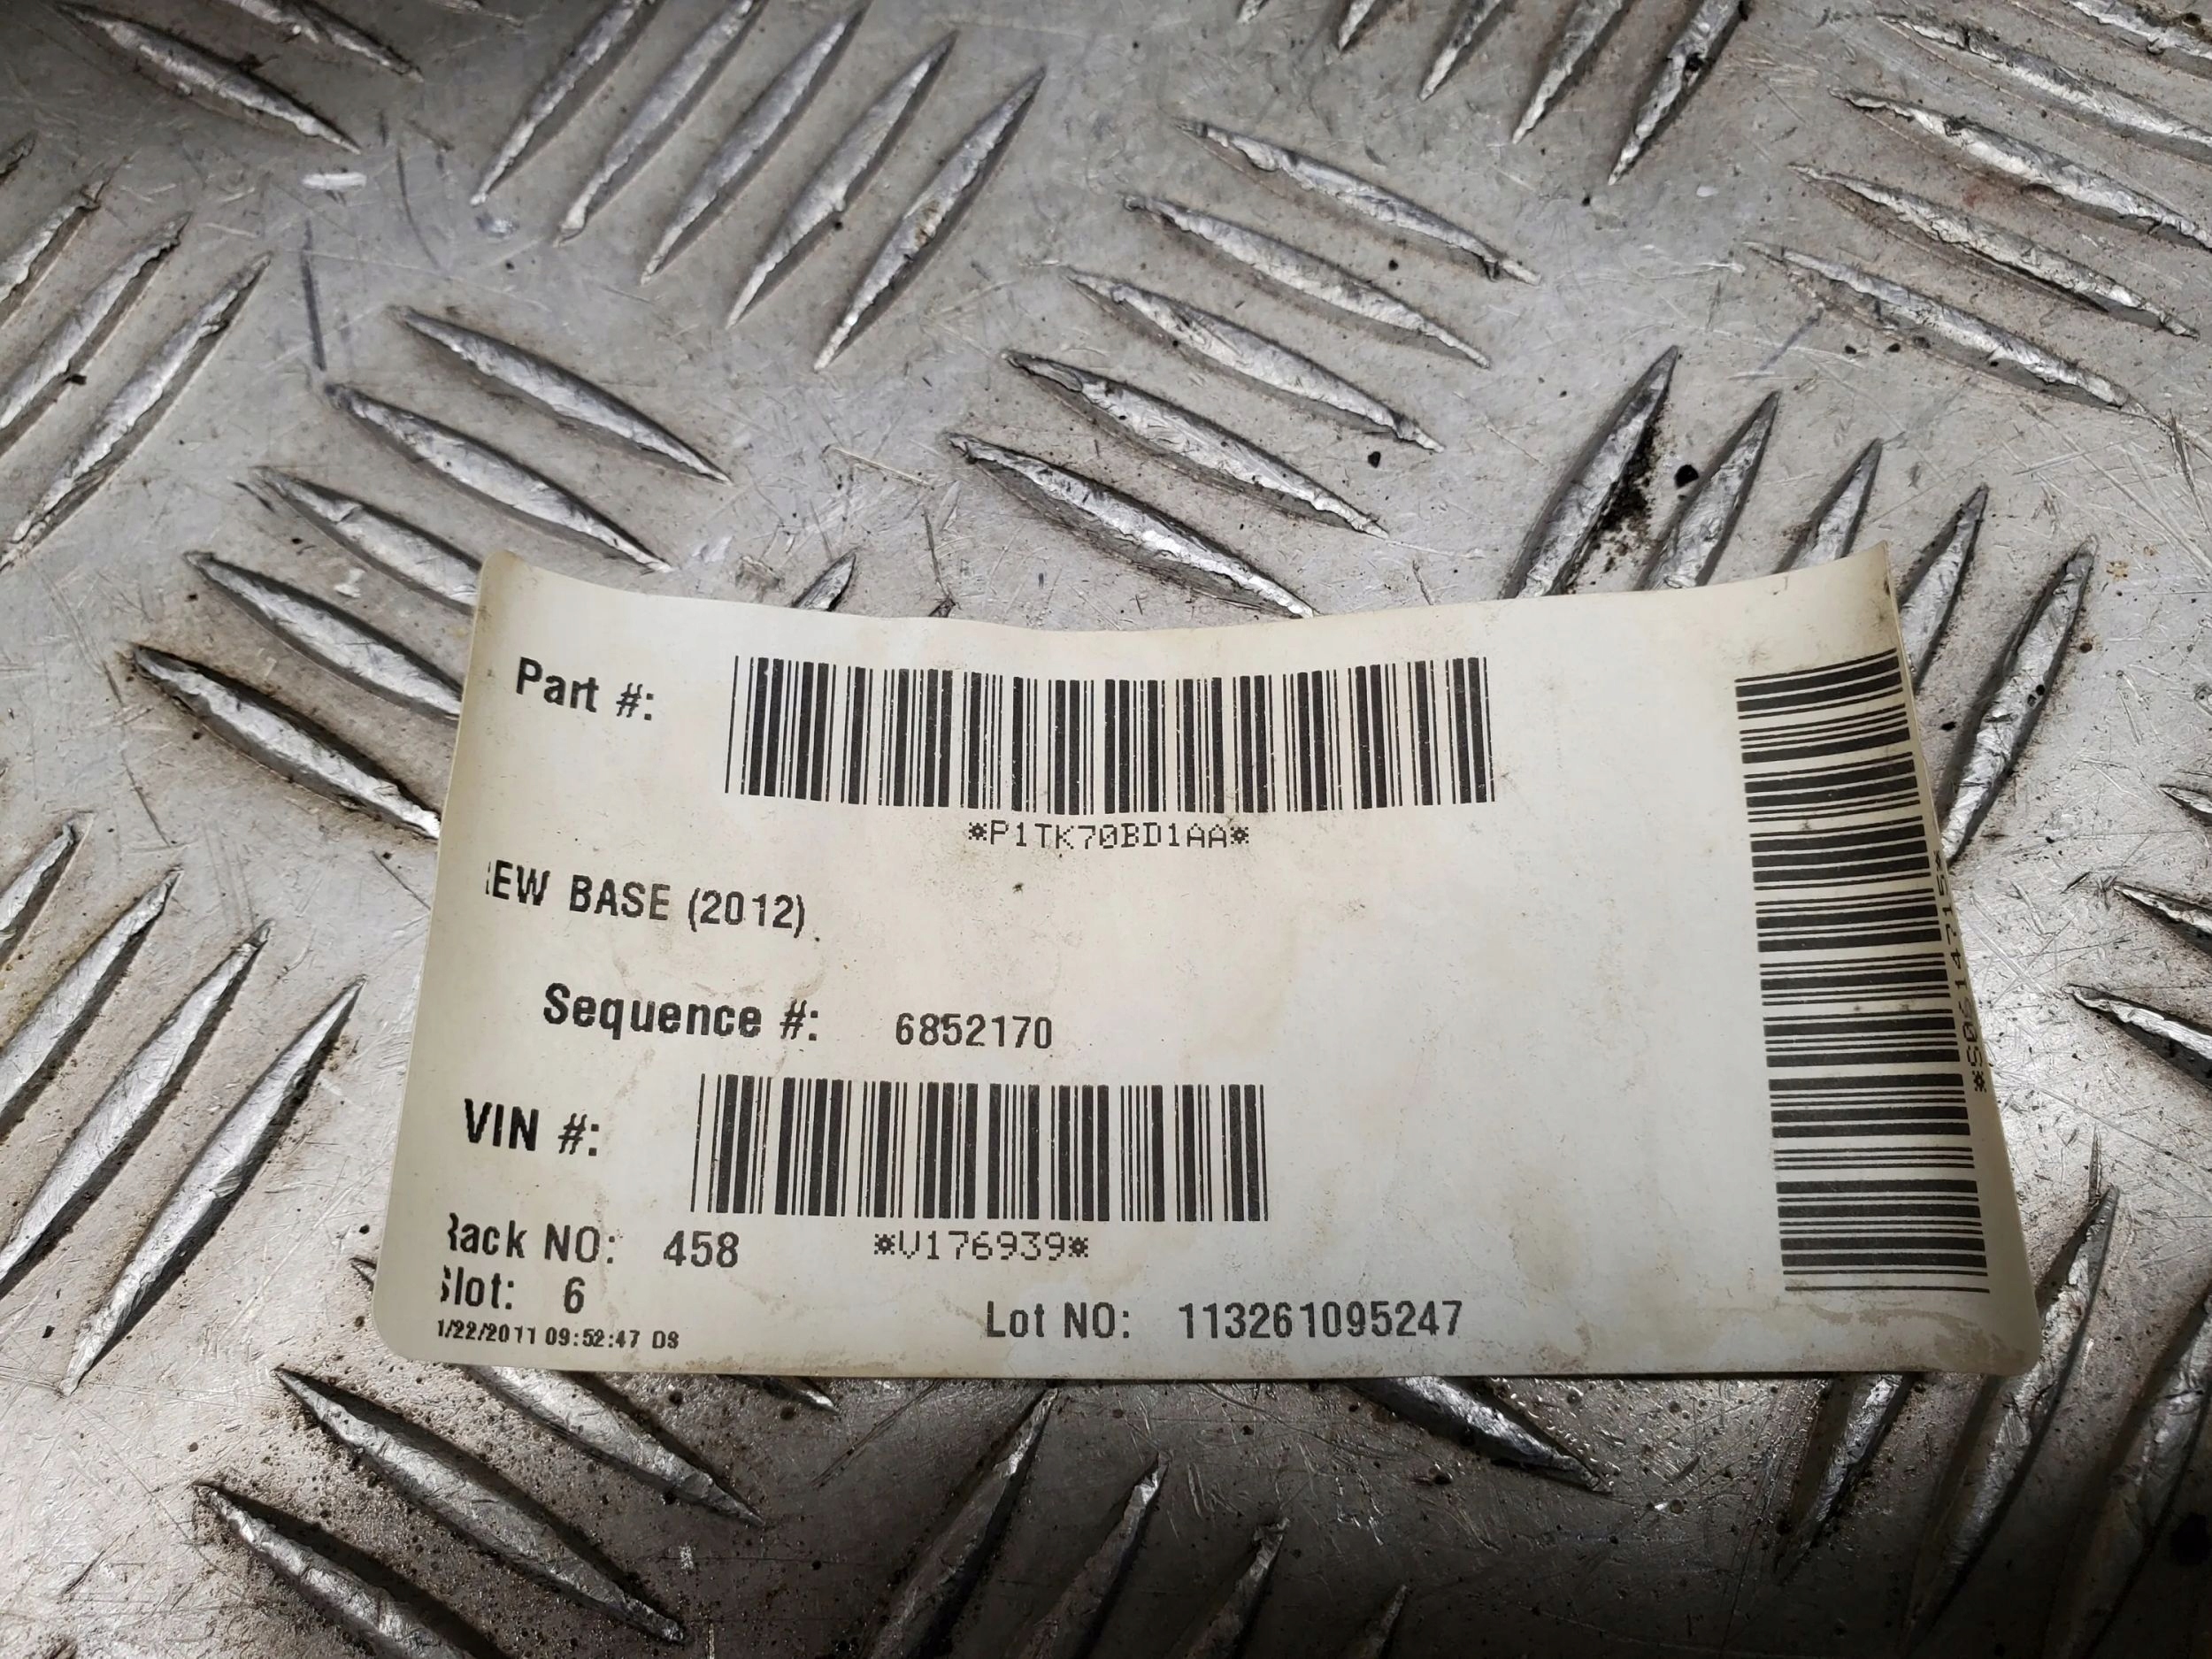 Part #:
*P1TK70BD1AA*
EW BASE (2012)
Sequence #: 6852170
VIN #:
Rack NO: 458
*V176939*
Slot: 6
Lot NO: 113261095247
1/22/2011 09:52:47 DS